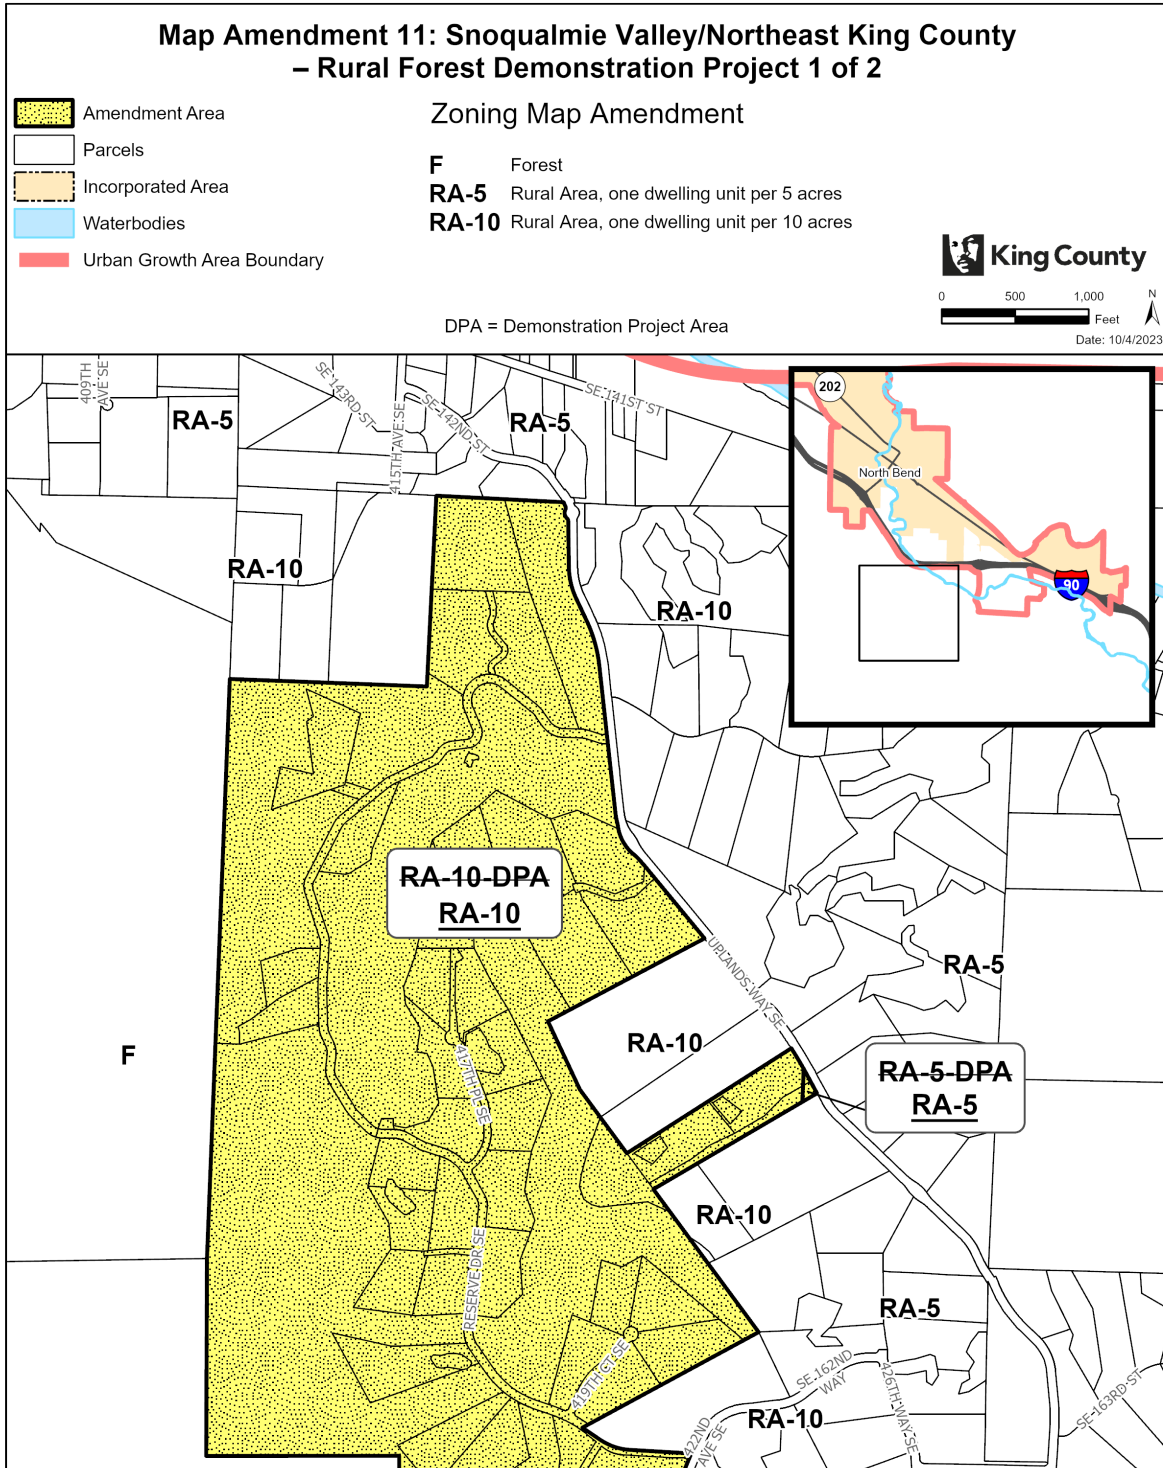 Map Amendment 11: Snoqualmie Valley/Northeast King County
– Rural Forest Demonstration Project 1 of 2
Amendment Area
Parcels
Incorporated Area
Waterbodies
Urban Growth Area Boundary
Zoning Map Amendment
F Forest
RA-5 Rural Area, one dwelling unit per 5 acres
RA-10 Rural Area, one dwelling unit per 10 acres
DPA = Demonstration Project Area
King County
0 500 1,000
Feet
N
Date: 10/4/2023
409TH
AVE SE
RA-5
SE 143RD ST
415TH AVE SE
SE 142ND ST
RA-5
SE 141ST ST
202
North Bend
90
RA-10
RA-10
RA-10-DPA
RA-10
UPLANDS WAY SE
RA-5
F
RA-10
417TH PL SE
RA-5-DPA
RA-5
RA-10
RESERVE DR SE
RA-5
419TH CT SE
SE 162ND
WAY
426TH WAY SE
SE 163RD ST
RA-10
422ND
AVE SE